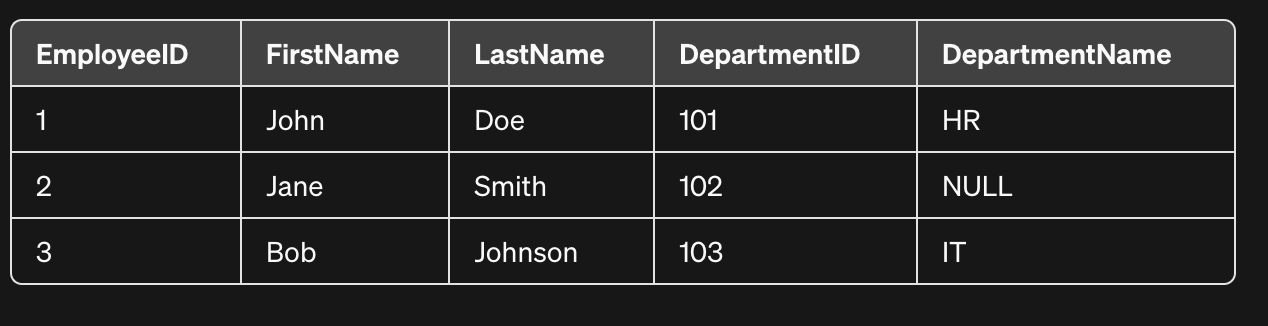 EmployeeID FirstName LastName DepartmentID DepartmentName
1 John Doe 101 HR
2 Jane Smith 102 NULL
3 Bob Johnson 103 IT